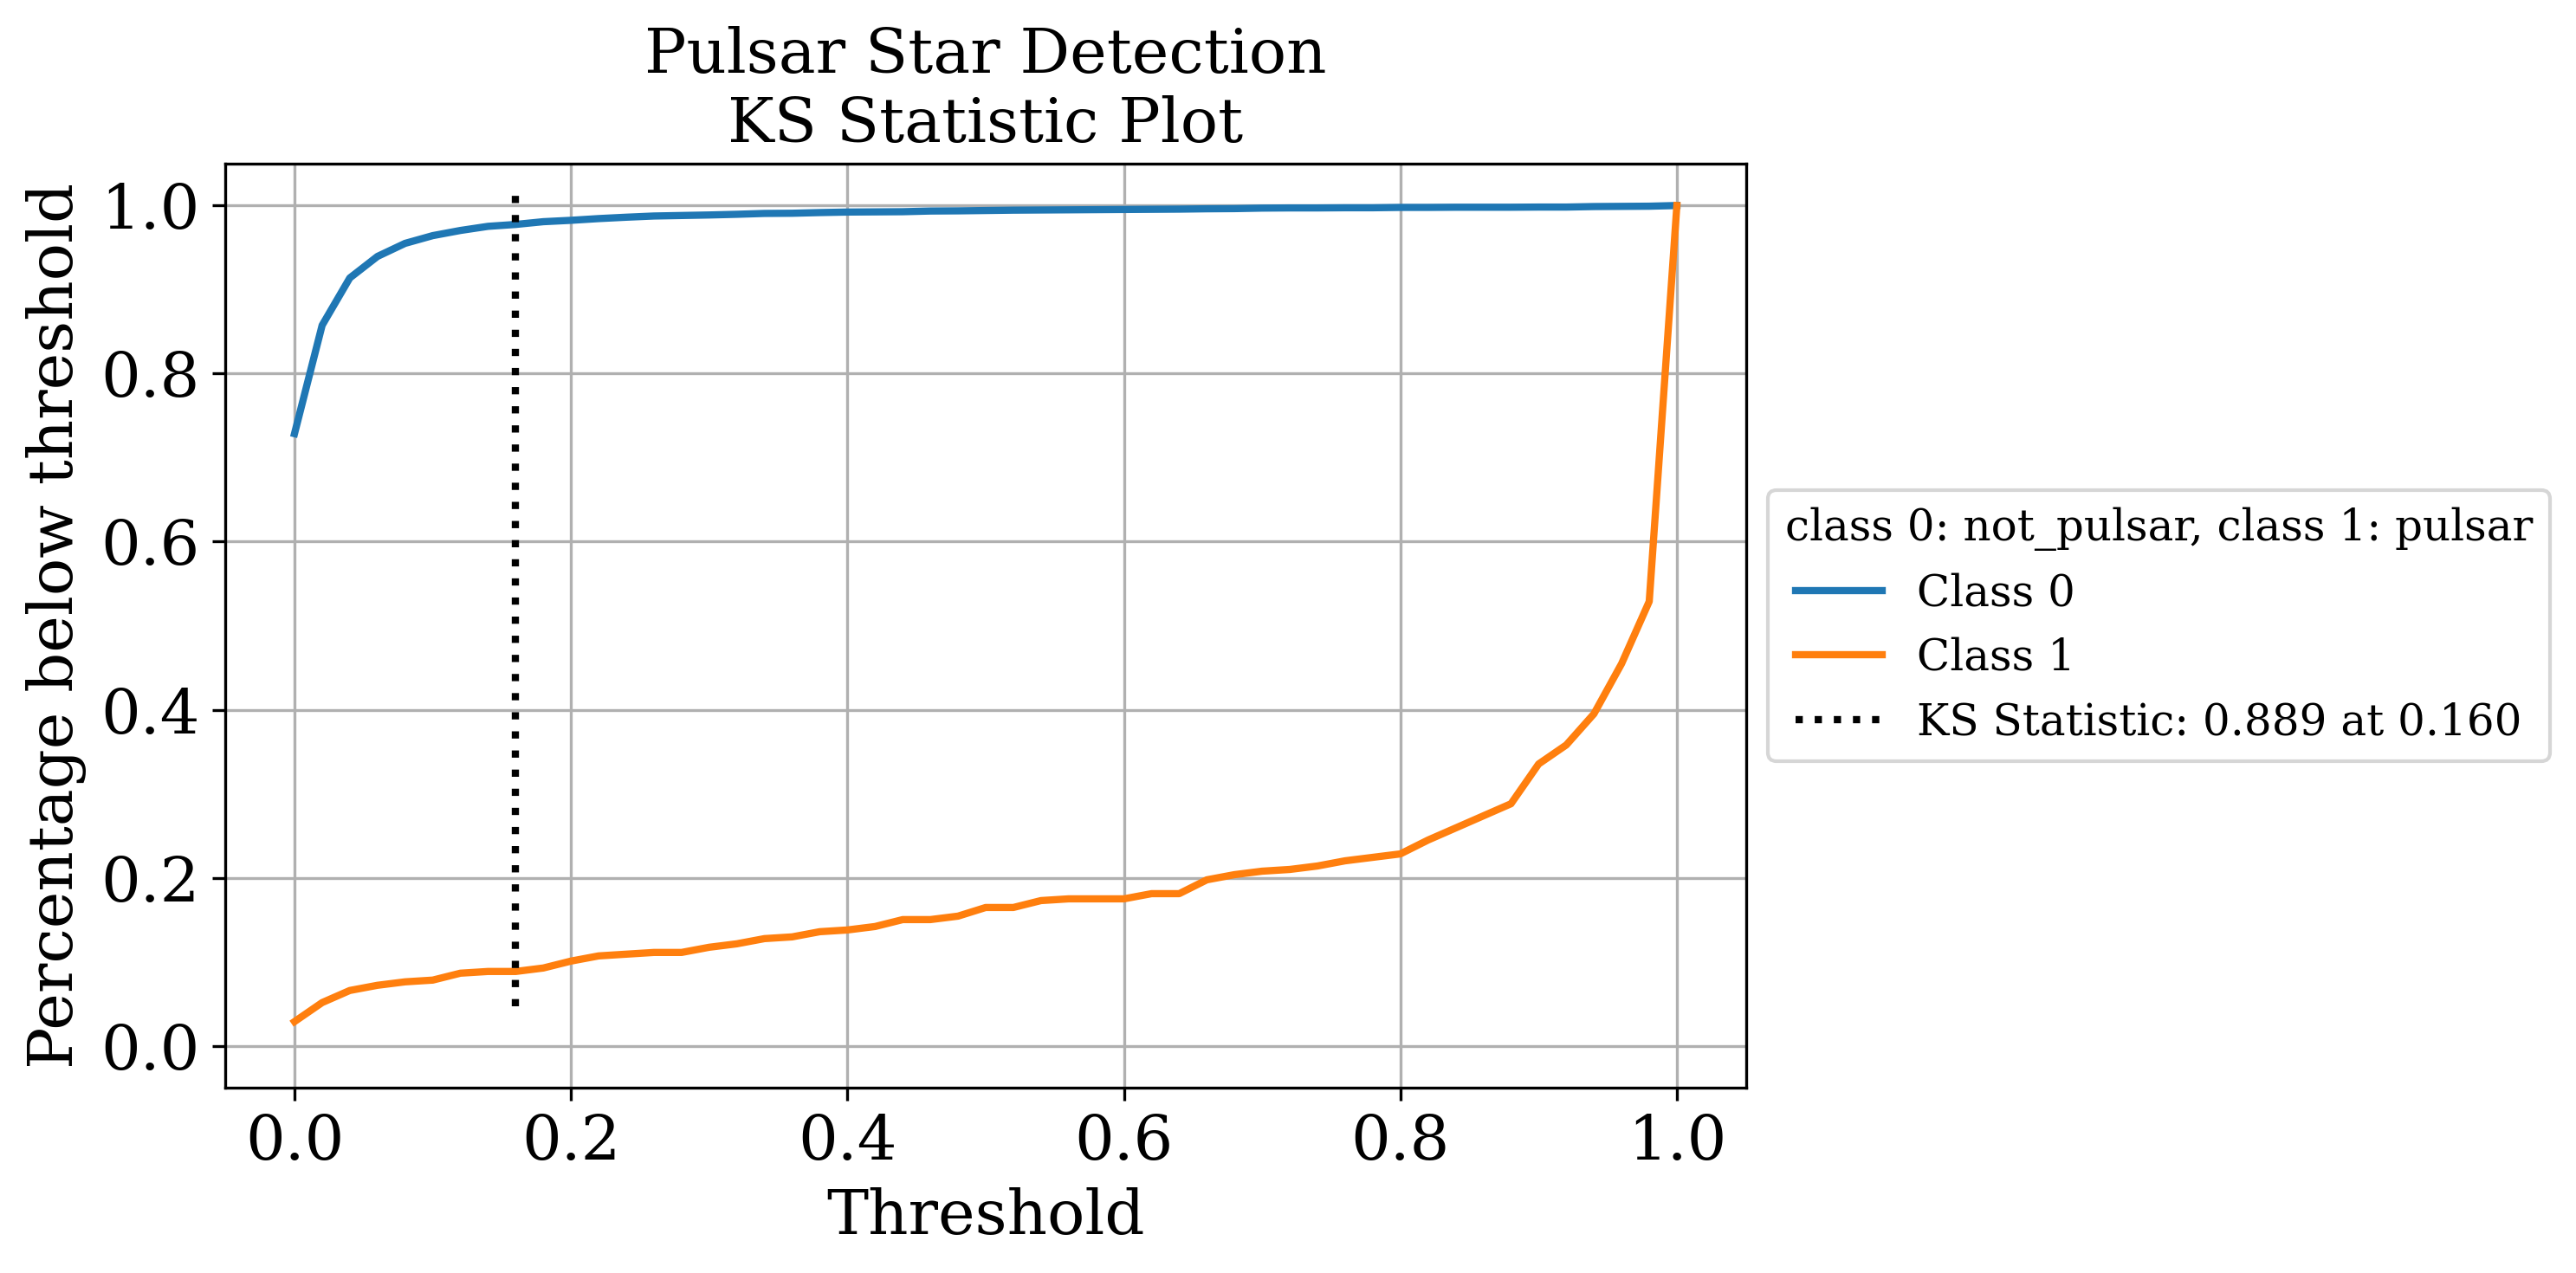 Pulsar Star Detection
KS Statistic Plot
Percentage below threshold
1.0
0.8
0.6
0.4
0.2
0.0
0.0 0.2 0.4 0.6 0.8 1.0
Threshold
class 0: not_pulsar, class 1: pulsar
Class 0
Class 1
KS Statistic: 0.889 at 0.160